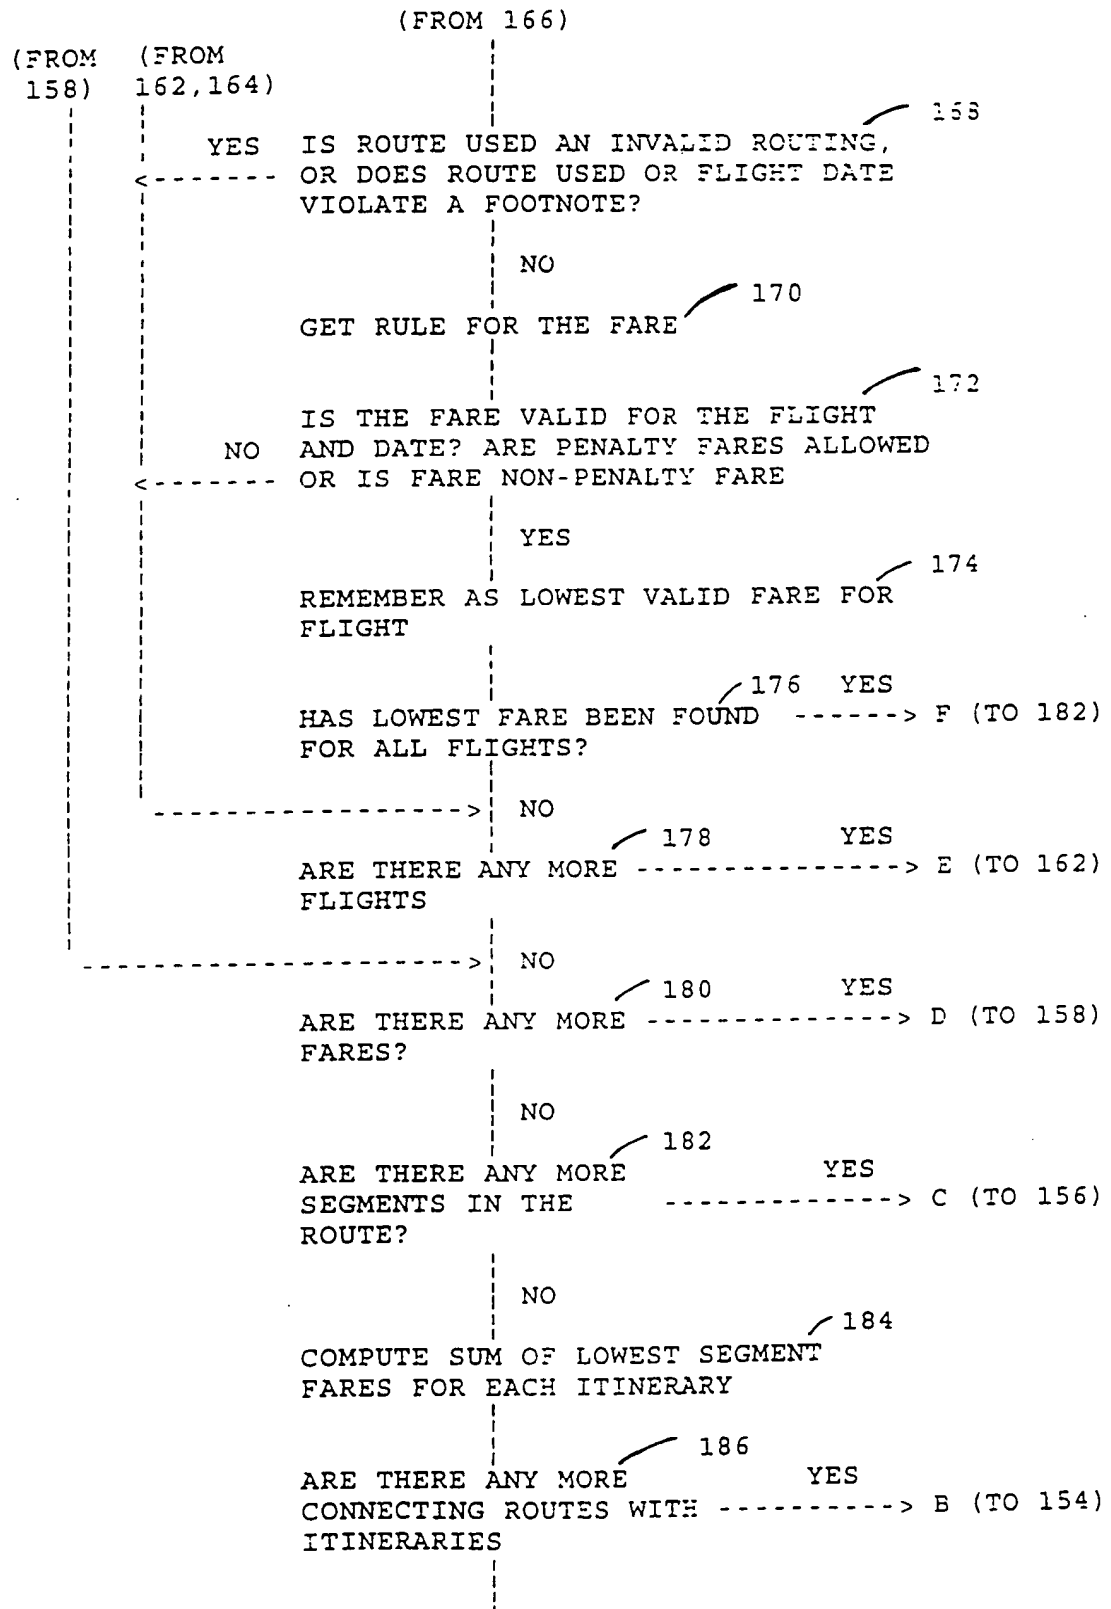 (FROM 166)
(FROM (FROM
158) 162,164)
168
YES IS ROUTE USED AN INVALID ROUTING,
<------- OR DOES ROUTE USED OR FLIGHT DATE
VIOLATE A FOOTNOTE?
NO
170
GET RULE FOR THE FARE
172
IS THE FARE VALID FOR THE FLIGHT
NO AND DATE? ARE PENALTY FARES ALLOWED
<------- OR IS FARE NON-PENALTY FARE
YES
174
REMEMBER AS LOWEST VALID FARE FOR
FLIGHT
176 YES
HAS LOWEST FARE BEEN FOUND ------> F (TO 182)
FOR ALL FLIGHTS?
-----------------> NO
178 YES
ARE THERE ANY MORE ---------------> E (TO 162)
FLIGHTS
---------------------> NO
180 YES
ARE THERE ANY MORE --------------> D (TO 158)
FARES?
NO
182
ARE THERE ANY MORE YES
SEGMENTS IN THE -------------> C (TO 156)
ROUTE?
NO
184
COMPUTE SUM OF LOWEST SEGMENT
FARES FOR EACH ITINERARY
186
ARE THERE ANY MORE YES
CONNECTING ROUTES WITH ----------> B (TO 154)
ITINERARIES